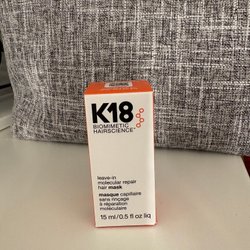 K18
BIOMIMETIC
HAIRSCIENCE
leave-in
molecular repair
hair mask
masque capillaire
sans rinçage
à réparation
moléculaire
15 ml/0.5 fl oz liq